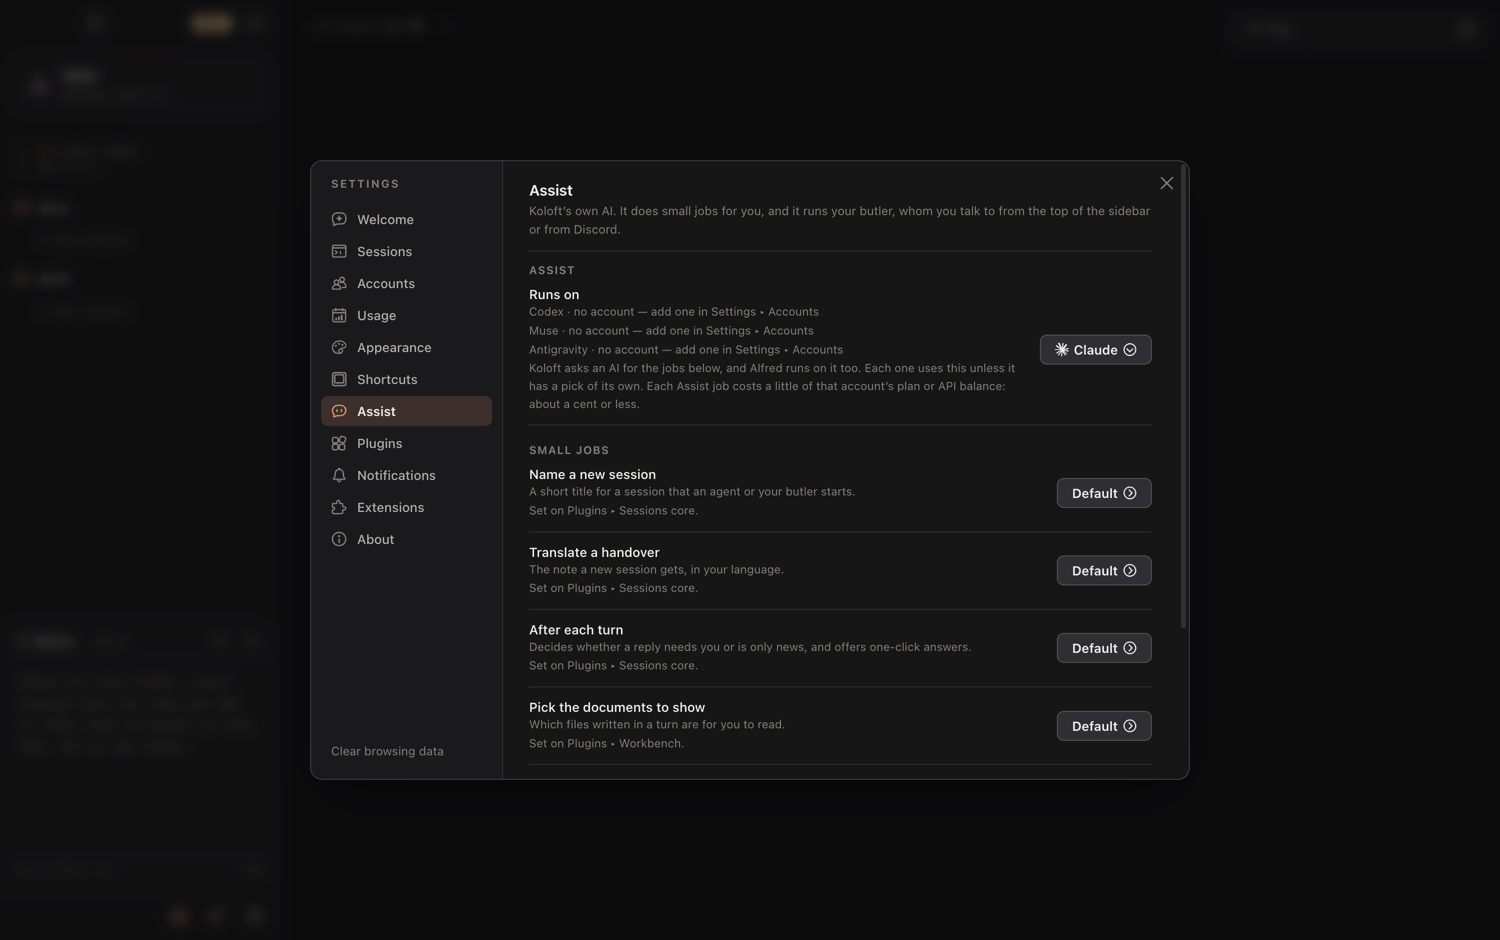 SETTINGS
Welcome
Sessions
Accounts
Usage
Appearance
Shortcuts
Assist
Plugins
Notifications
Extensions
About
Clear browsing data
Assist
Koloft's own AI. It does small jobs for you, and it runs your butler, whom you talk to from the top of the sidebar
or from Discord.
ASSIST
Runs on
Codex · no account — add one in Settings ▸ Accounts
Muse · no account — add one in Settings ▸ Accounts
Antigravity · no account — add one in Settings ▸ Accounts
Koloft asks an AI for the jobs below, and Alfred runs on it too. Each one uses this unless it
has a pick of its own. Each Assist job costs a little of that account's plan or API balance:
about a cent or less.
Claude
SMALL JOBS
Name a new session
A short title for a session that an agent or your butler starts.
Set on Plugins ▸ Sessions core.
Default
Translate a handover
The note a new session gets, in your language.
Set on Plugins ▸ Sessions core.
Default
After each turn
Decides whether a reply needs you or is only news, and offers one-click answers.
Set on Plugins ▸ Sessions core.
Default
Pick the documents to show
Which files written in a turn are for you to read.
Set on Plugins ▸ Workbench.
Default